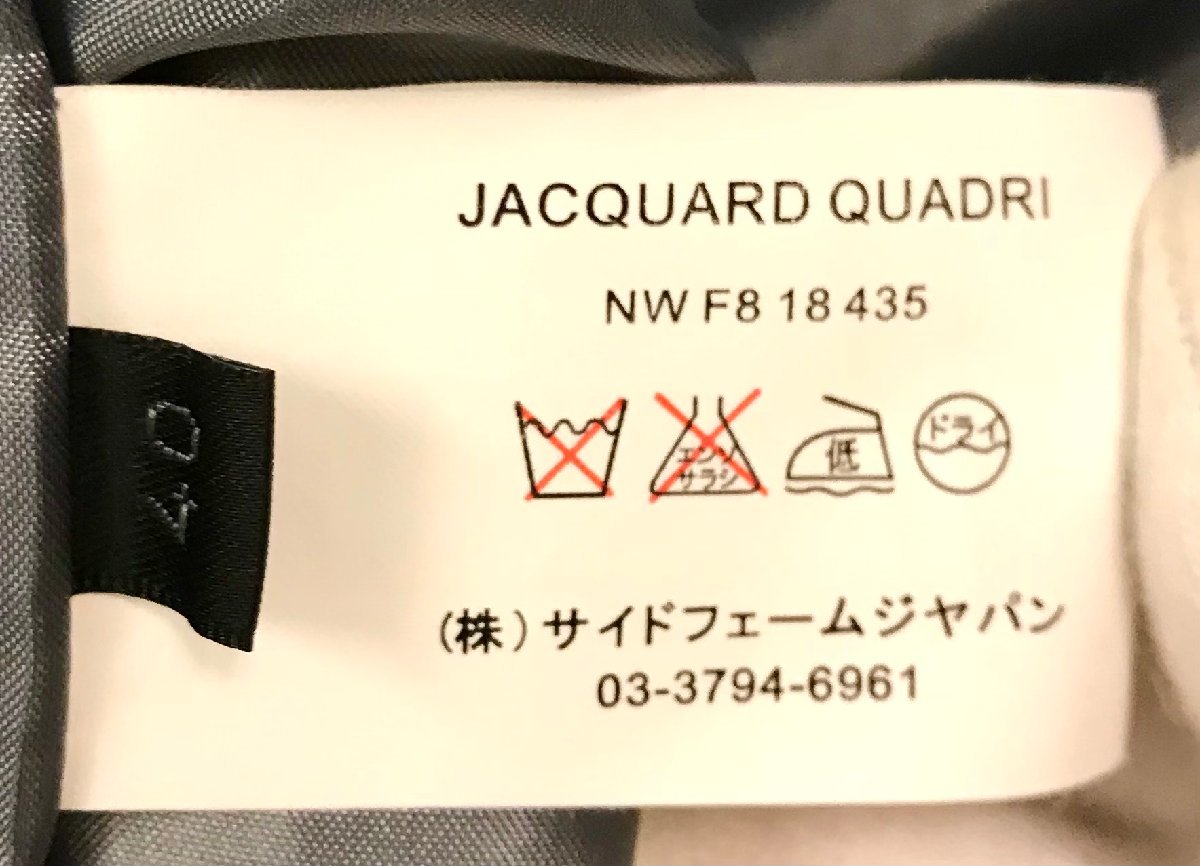 JACQUARD QUADRI
NW F8 18 435
エンソ
サラシ
低
ドライ
(株)サイドフェームジヤパン
03-3794-6961
40